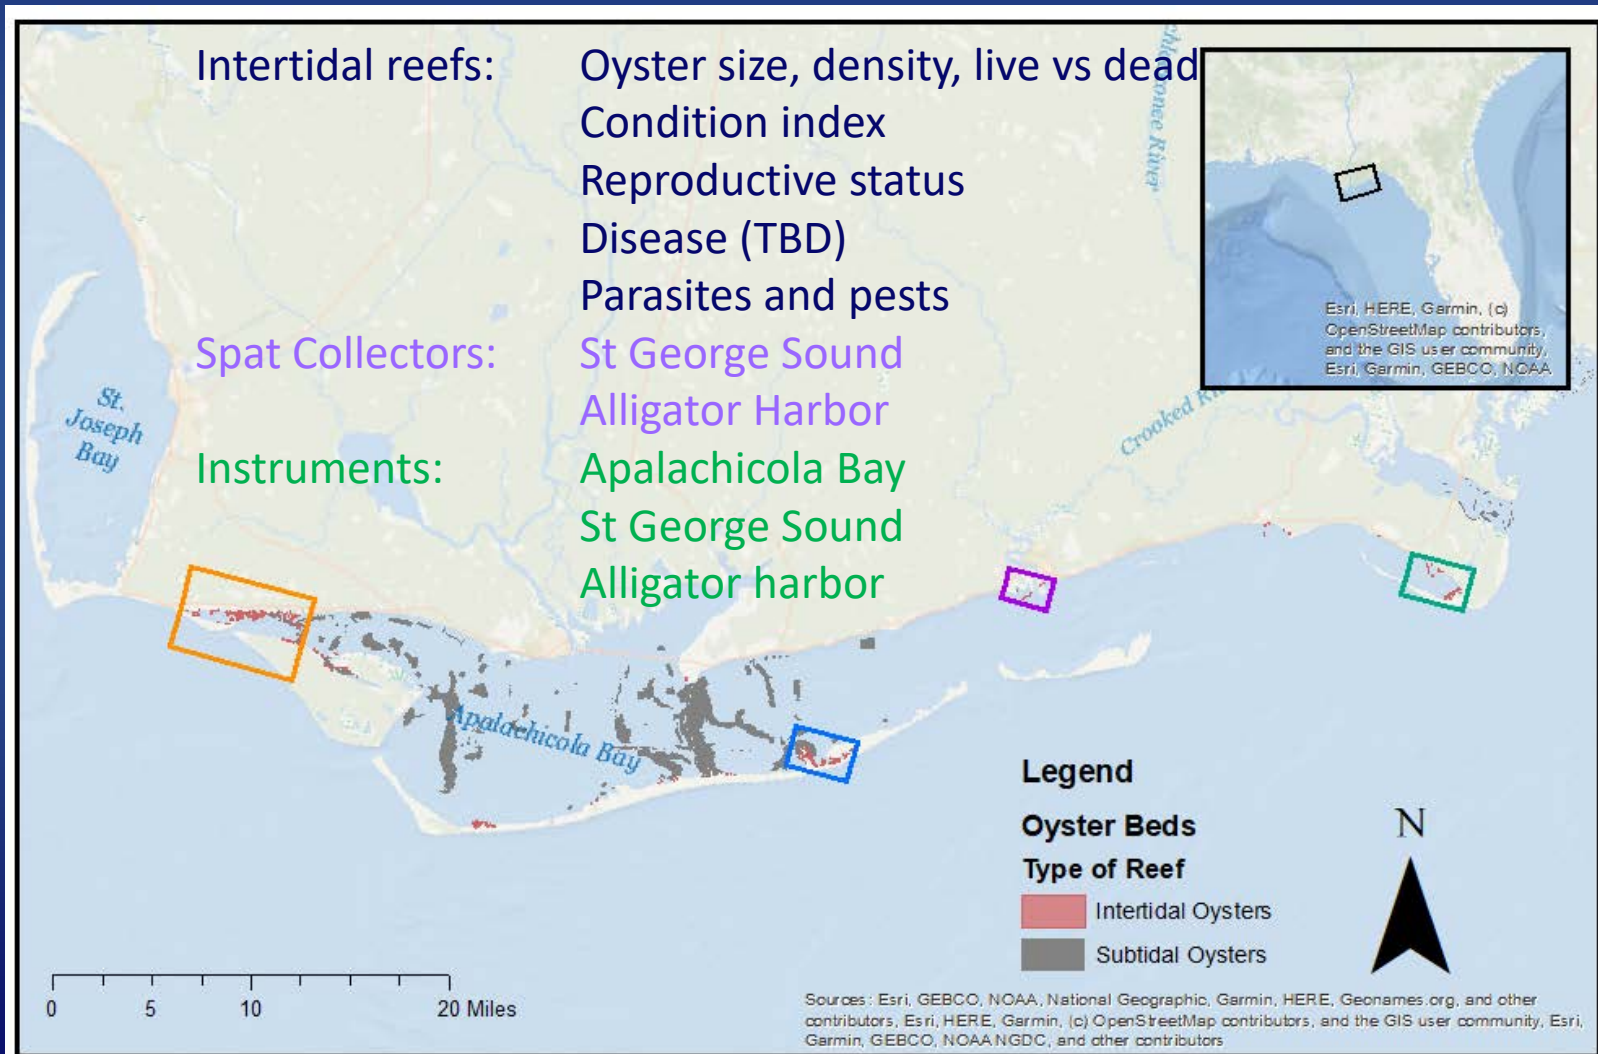 Intertidal reefs: Oyster size, density, live vs dead
Condition index
Reproductive status
Disease (TBD)
Parasites and pests
Spat Collectors: St George Sound
Alligator Harbor
Instruments: Apalachicola Bay
St George Sound
Alligator harbor
chlockonee River
Esri, HERE, Garmin, (c)
OpenStreetMap contributors,
and the GIS user community,
Esri, Garmin, GEBCO, NOAA
St.
Joseph
Bay
Crooked
Apalachicola Bay
Legend
Oyster Beds
Type of Reef
Intertidal Oysters
Subtidal Oysters
N
0 5 10 20 Miles
Sources: Esri, GEBCO, NOAA, National Geographic, Garmin, HERE, Geonames.org, and other
contributors, Esri, HERE, Garmin, (c) OpenStreetMap contributors, and the GIS user community, Esri,
Garmin, GEBCO, NOAA NGDC, and other contributors